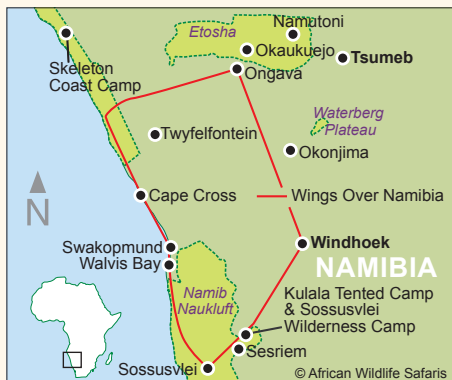 Namutoni
Etosha
Okaukuejo
Tsumeb
Skeleton
Coast Camp
Ongava
Waterberg
Plateau
Twyfelfontein
Okonjima
Cape Cross
Wings Over Namibia
N
Swakopmund
Windhoek
Walvis Bay
NAMIBIA
Namib
Naukluft
Kulala Tented Camp
& Sossusvlei
Wilderness Camp
Sesriem
Sossusvlei
© African Wildlife Safaris